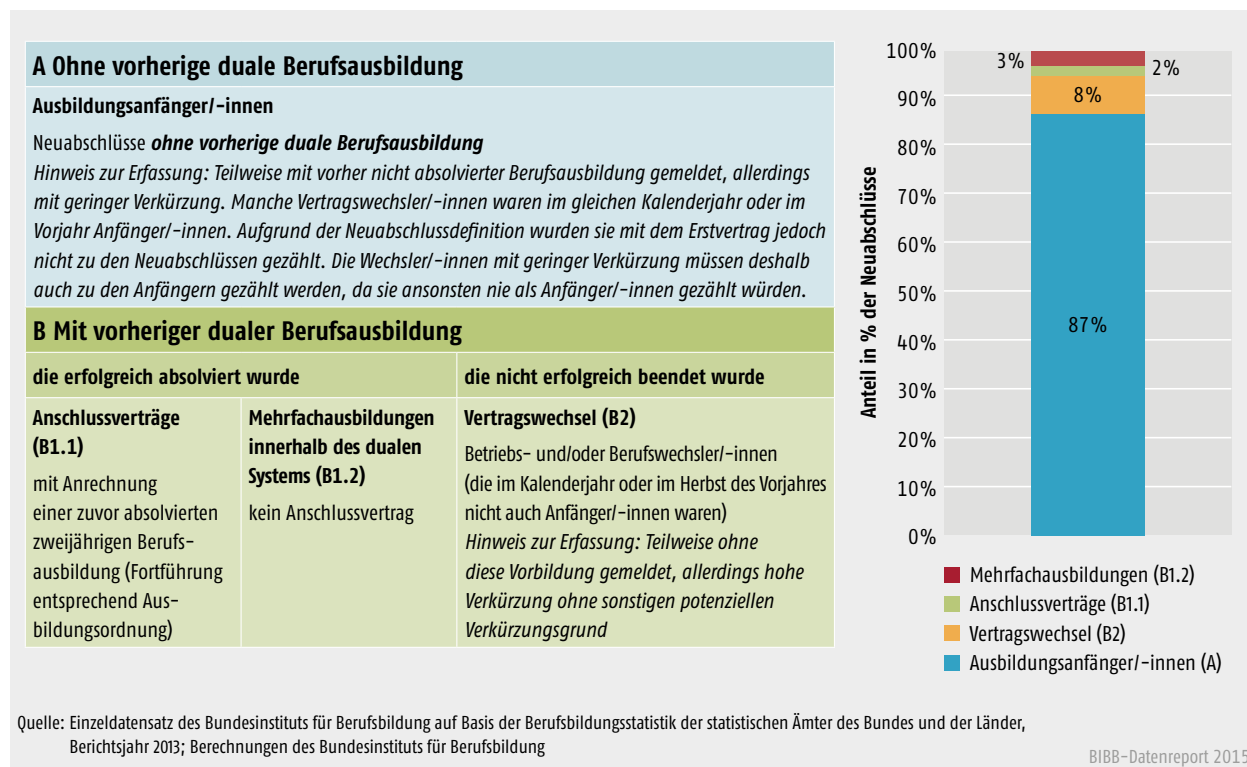 A Ohne vorherige duale Berufsausbildung
Ausbildungsanfänger/-innen
Neuabschlüsse ohne vorherige duale Berufsausbildung
Hinweis zur Erfassung: Teilweise mit vorher nicht absolvierter Berufsausbildung gemeldet, allerdings
mit geringer Verkürzung. Manche Vertragswechsler/-innen waren im gleichen Kalenderjahr oder im
Vorjahr Anfänger/-innen. Aufgrund der Neuabschlussdefinition wurden sie mit dem Erstvertrag jedoch
nicht zu den Neuabschlüssen gezählt. Die Wechsler/-innen mit geringer Verkürzung müssen deshalb
auch zu den Anfängern gezählt werden, da sie ansonsten nie als Anfänger/-innen gezählt würden.
B Mit vorheriger dualer Berufsausbildung
die erfolgreich absolviert wurde
die nicht erfolgreich beendet wurde
Anschlussverträge
(B1.1)
mit Anrechnung
einer zuvor absolvierten
zweijährigen Berufs-
ausbildung (Fortführung
entsprechend Aus-
bildungsordnung)
Mehrfachausbildungen
innerhalb des dualen
Systems (B1.2)
kein Anschlussvertrag
Vertragswechsel (B2)
Betriebs- und/oder Berufswechsler/-innen
(die im Kalenderjahr oder im Herbst des Vorjahres
nicht auch Anfänger/-innen waren)
Hinweis zur Erfassung: Teilweise ohne
diese Vorbildung gemeldet, allerdings hohe
Verkürzung ohne sonstigen potenziellen
Verkürzungsgrund
Anteil in % der Neuabschlüsse
100%
90%
80%
70%
60%
50%
40%
30%
20%
10%
0%
3%
2%
8%
87%
Mehrfachausbildungen (B1.2)
Anschlussverträge (B1.1)
Vertragswechsel (B2)
Ausbildungsanfänger/-innen (A)
Quelle: Einzeldatensatz des Bundesinstituts für Berufsbildung auf Basis der Berufsbildungsstatistik der statistischen Ämter des Bundes und der Länder,
Berichtsjahr 2013; Berechnungen des Bundesinstituts für Berufsbildung
BIBB-Datenreport 2015